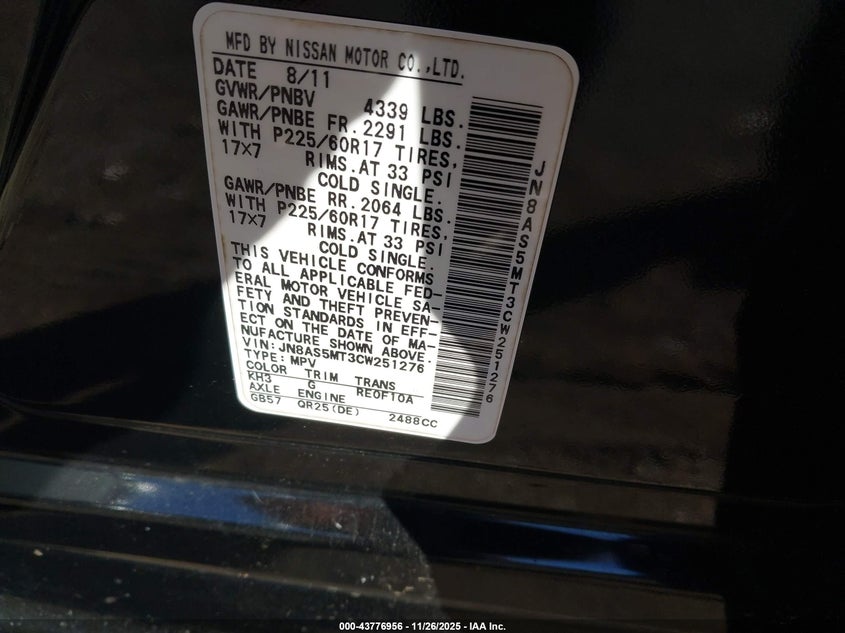 MFD BY NISSAN MOTOR CO.,LTD.
DATE 8/11
GVWR/PNBV 4339 LBS.
GAWR/PNBE FR.2291 LBS.
WITH P225/60R17 TIRES,
17X7 RIMS.AT 33 PSI
COLD SINGLE.
GAWR/PNBE RR.2064 LBS.
WITH P225/60R17 TIRES,
17X7 RIMS.AT 33 PSI
COLD SINGLE.
THIS VEHICLE CONFORMS
TO ALL APPLICABLE FED-
ERAL MOTOR VEHICLE SA-
FETY AND THEFT PREVEN-
TION STANDARDS IN EFF-
ECT ON THE DATE OF MA-
NUFACTURE SHOWN ABOVE.
VIN:JN8AS5MT3CW251276
TYPE:MPV
COLOR TRIM TRANS
KH3 G RE0F10A
AXLE ENGINE
GB57 QR25(DE) 2488CC
JN8AS5MT3CW251276
000-43776956 - 11/26/2025 - IAA Inc.